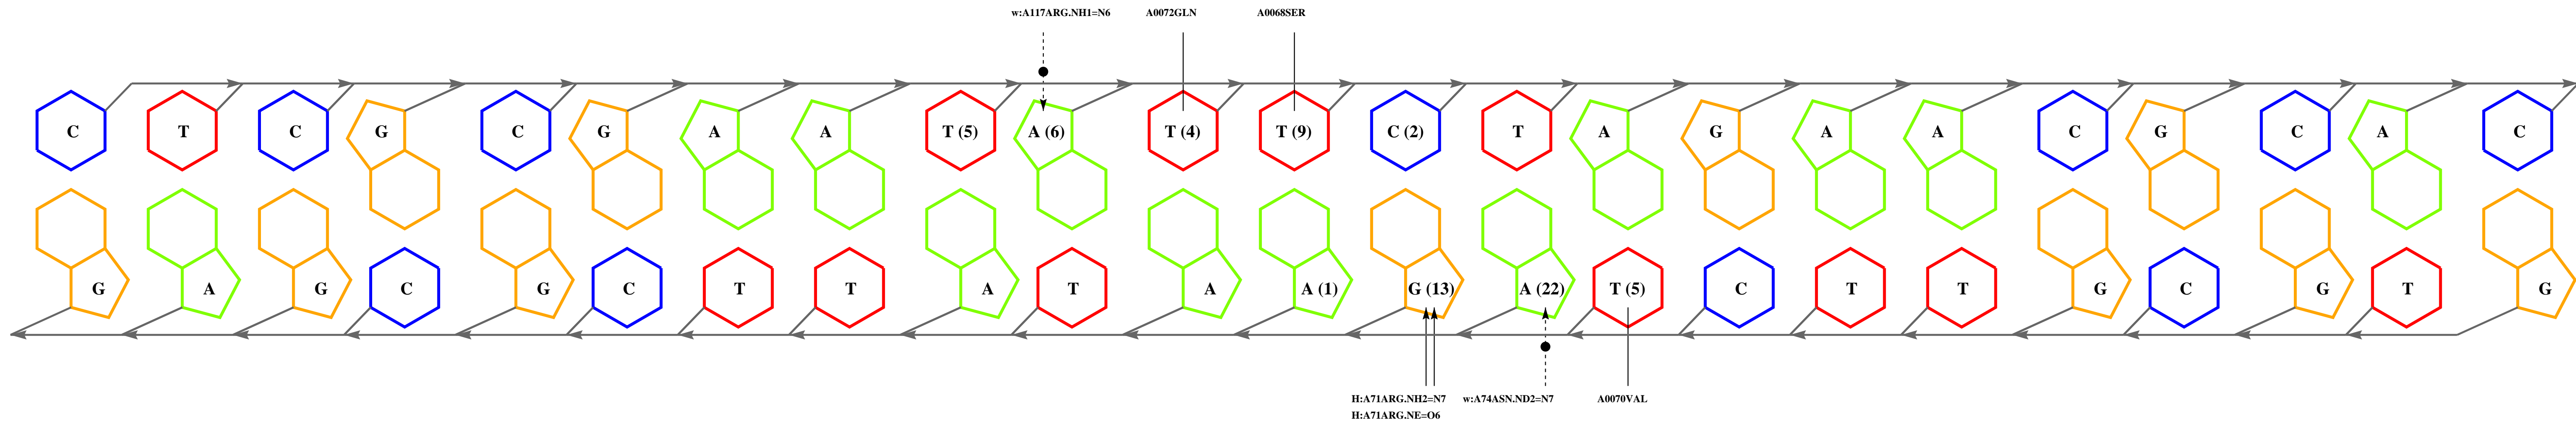 w:A117ARG.NH1=N6 A0072GLN A0068SER
C T C G C G A A T (5) A (6) T (4) T (9) C (2) T A G A A C G C A C
G A G C G C T T A T A A (1) G (13) A (22) T (5) C T T G C G T G
H:A71ARG.NH2=N7 w:A74ASN.ND2=N7 A0070VAL
H:A71ARG.NE=O6